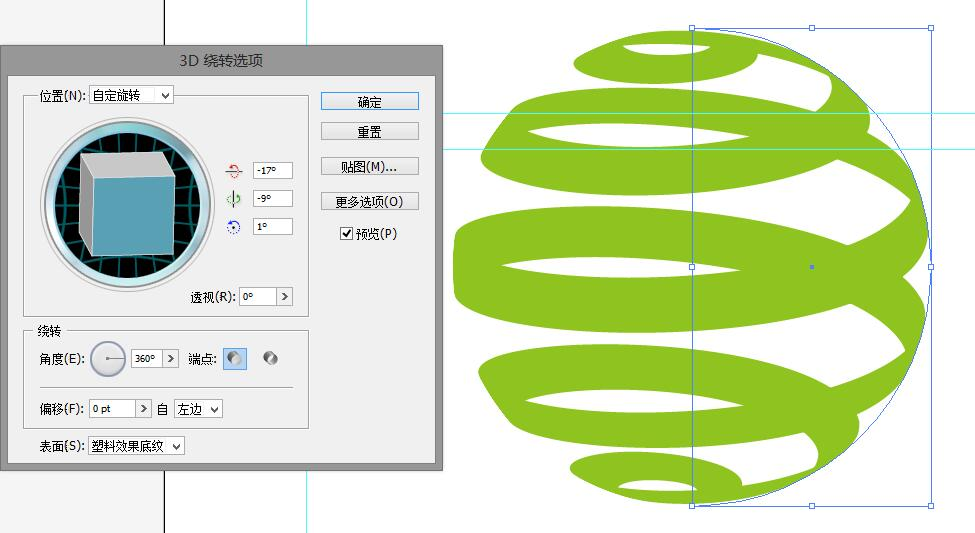 3D 绕转选项
位置(N): 自定旋转
确定
重置
贴图(M)...
更多选项(O)
预览(P)
-17°
-9°
1°
透视(R): 0°
绕转
角度(E): 360° 端点:
偏移(F): 0 pt 自 左边
表面(S): 塑料效果底纹